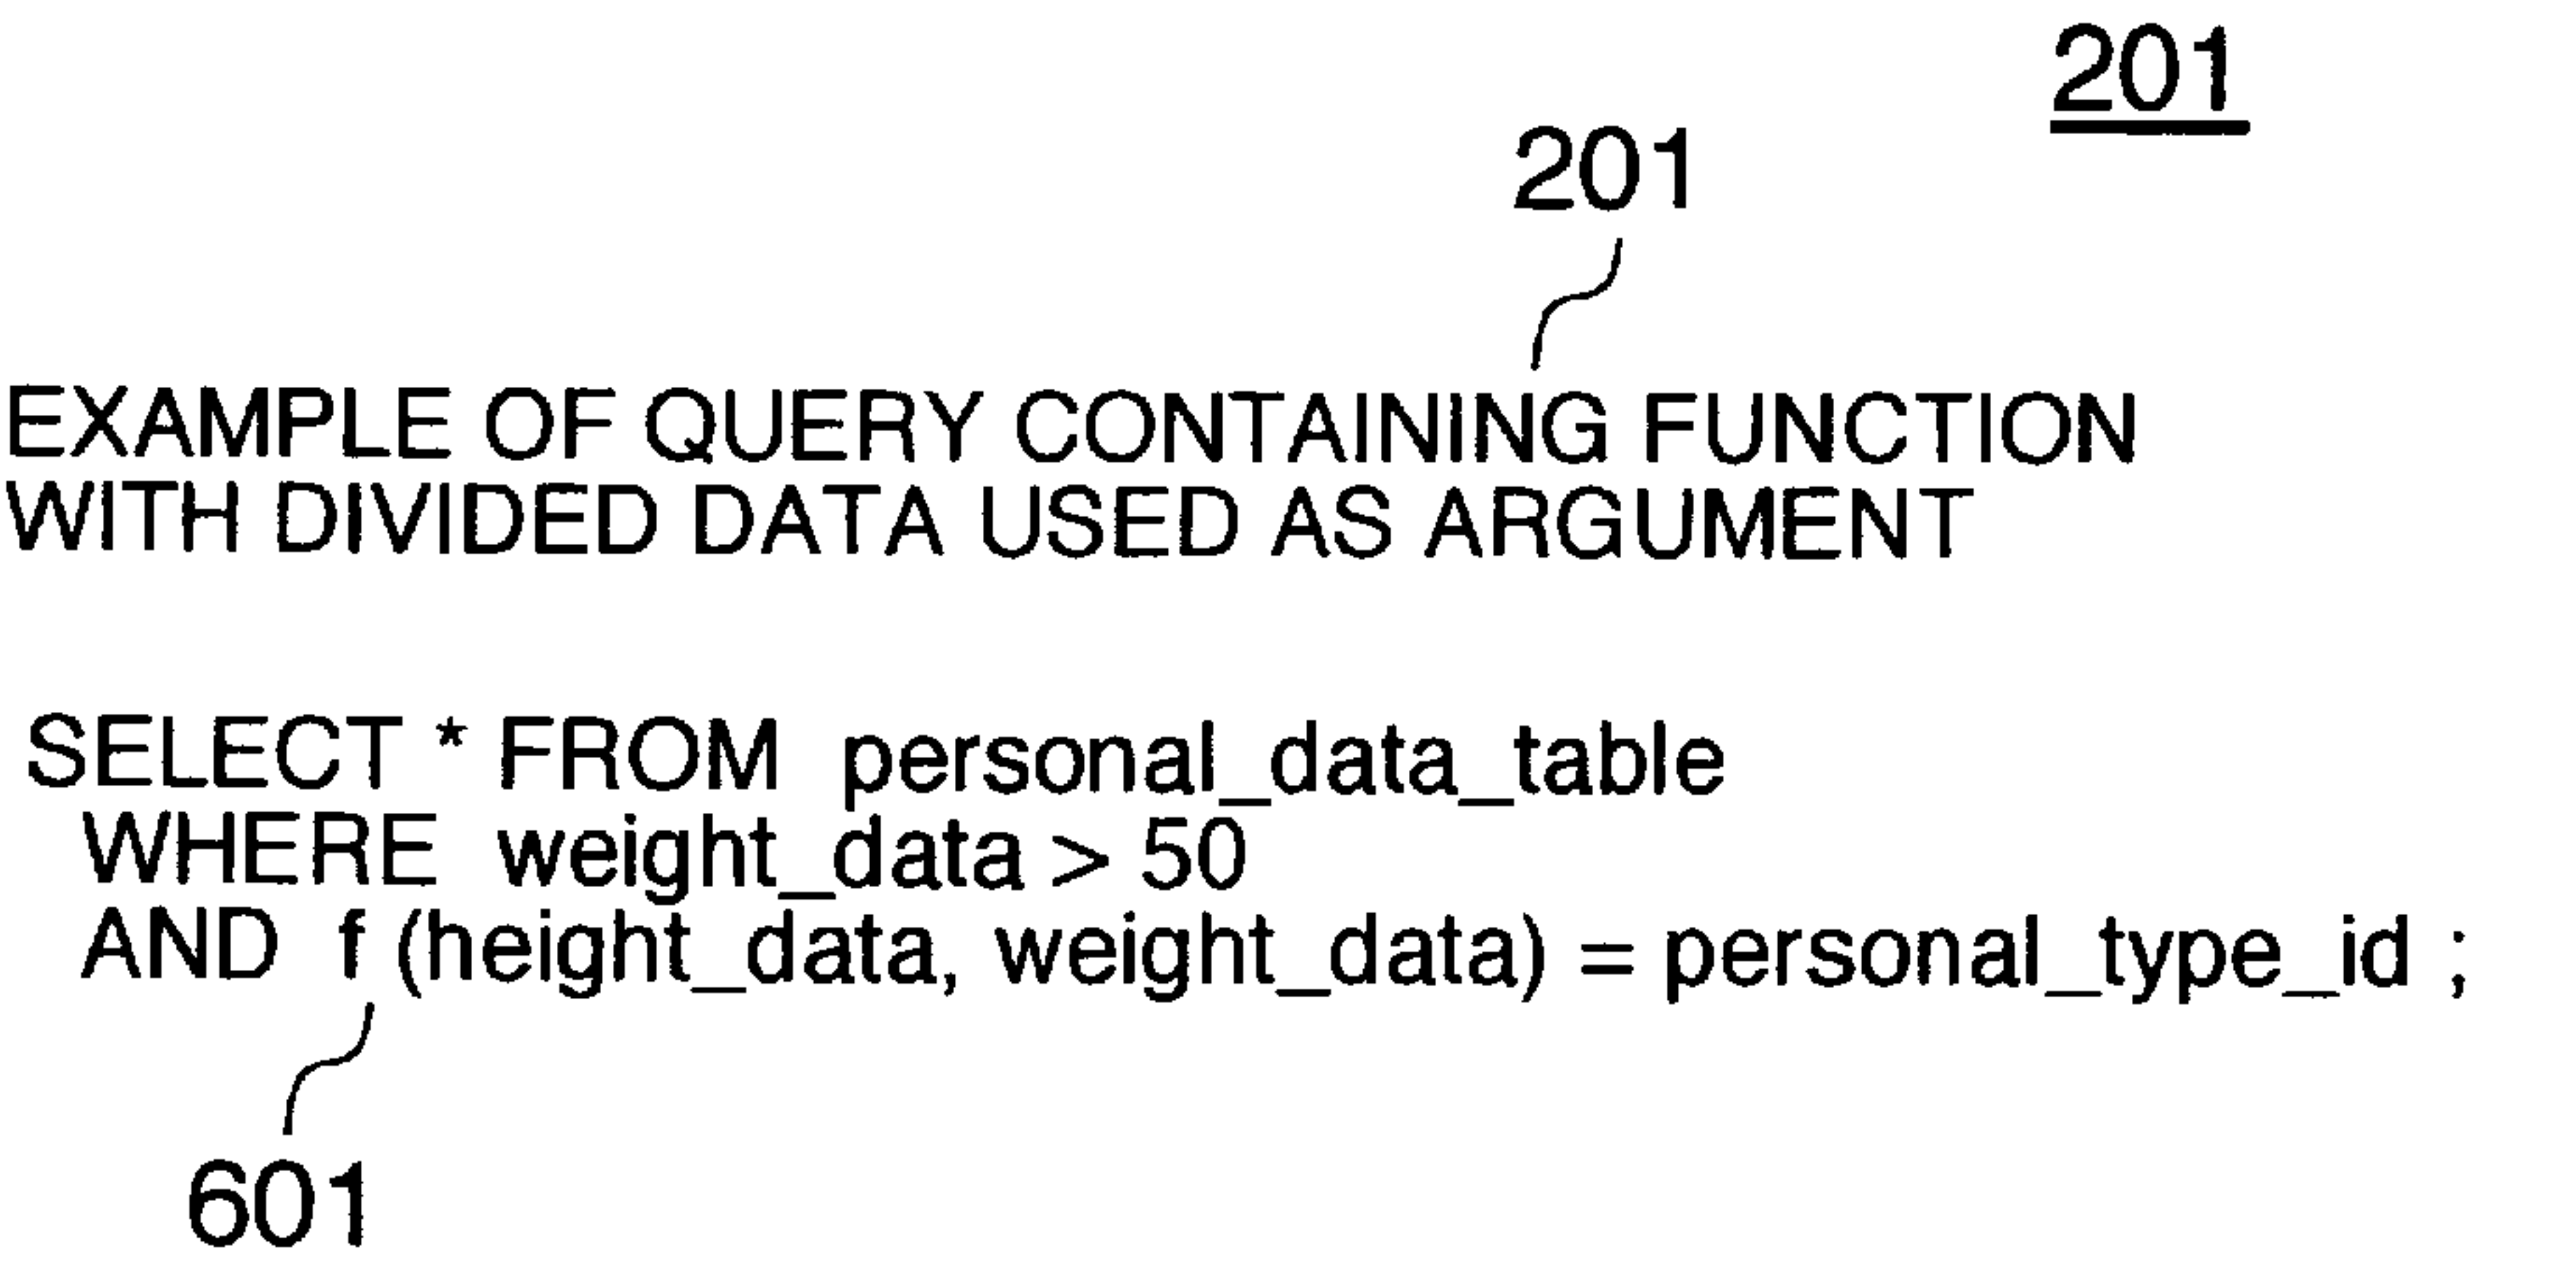 201
201
EXAMPLE OF QUERY CONTAINING FUNCTION
WITH DIVIDED DATA USED AS ARGUMENT
SELECT * FROM personal_data_table
WHERE weight_data > 50
AND f (height_data, weight_data) = personal_type_id ;
601